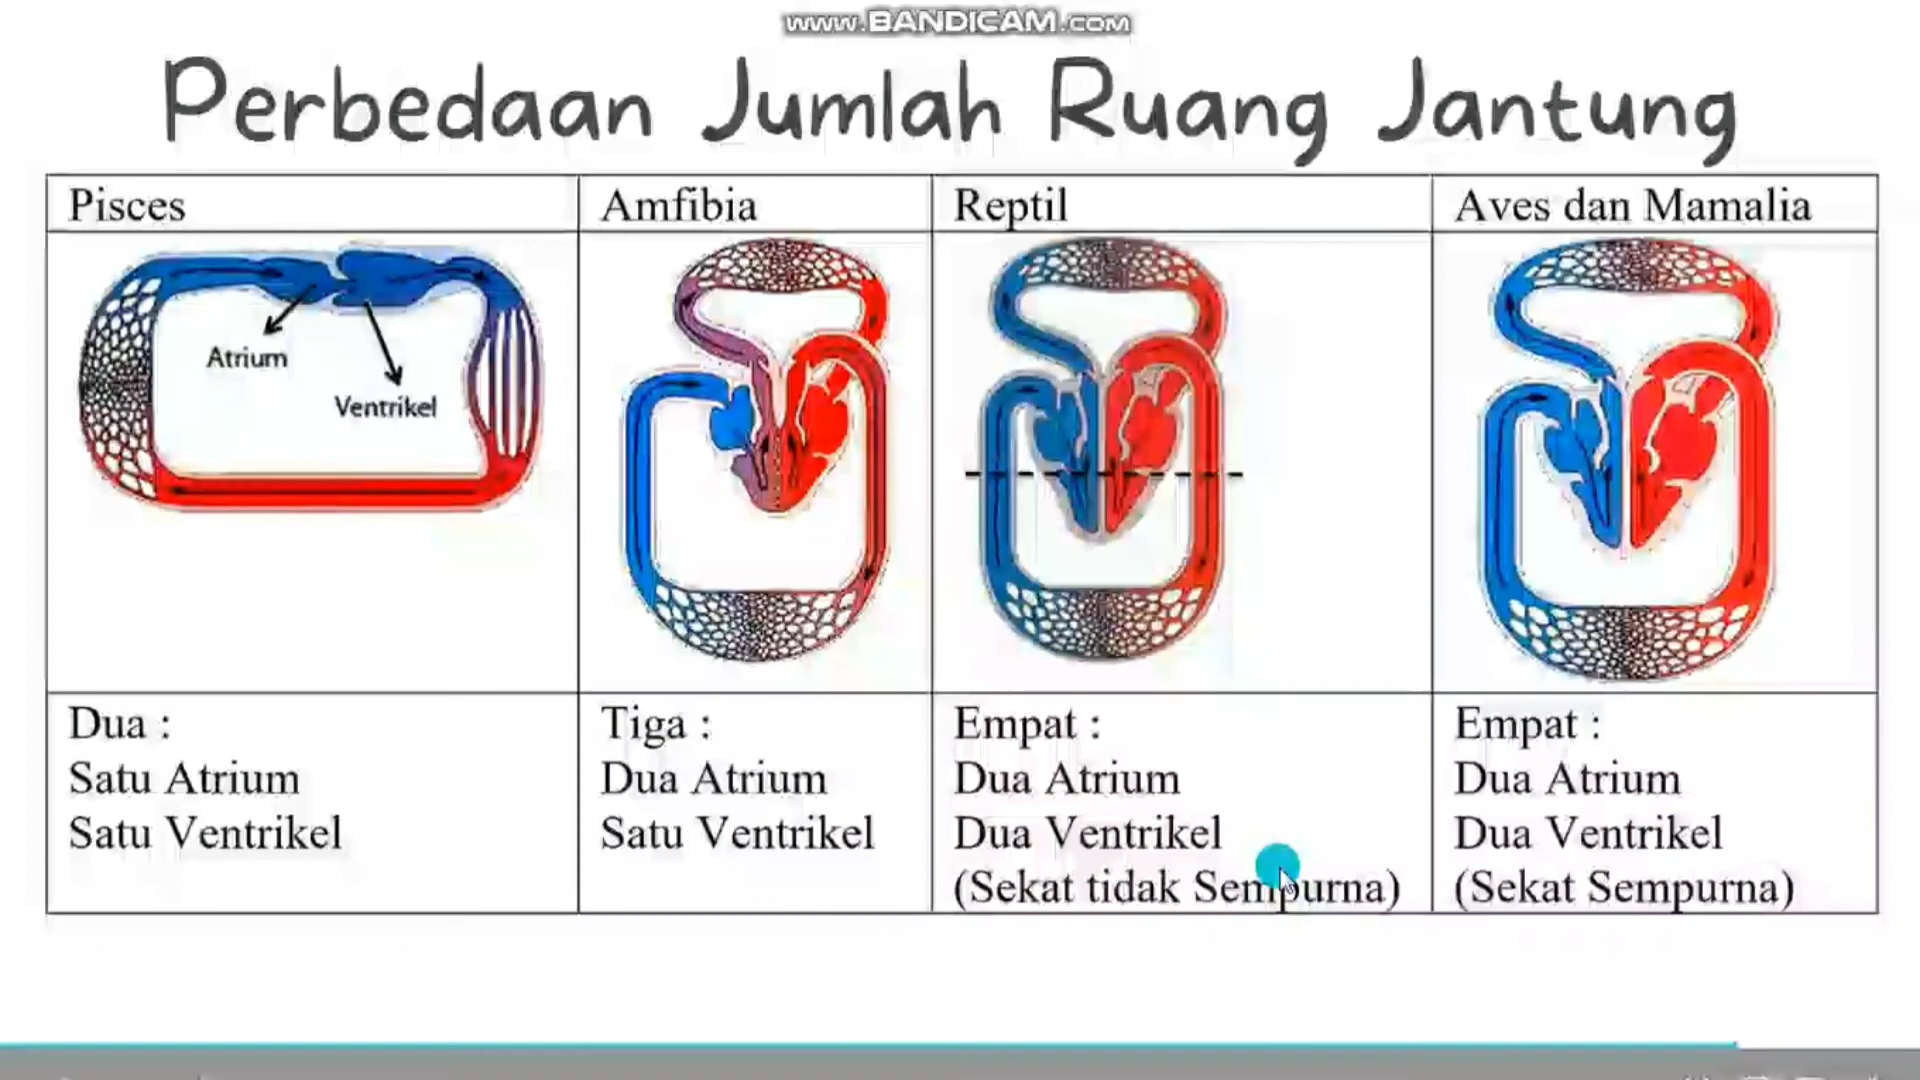 www.BANDICAM.com
Perbedaan Jumlah Ruang Jantung
Pisces
Amfibia
Reptil
Aves dan Mamalia
Atrium
Ventrikel
Dua :
Satu Atrium
Satu Ventrikel
Tiga :
Dua Atrium
Satu Ventrikel
Empat :
Dua Atrium
Dua Ventrikel
(Sekat tidak Sempurna)
Empat :
Dua Atrium
Dua Ventrikel
(Sekat Sempurna)